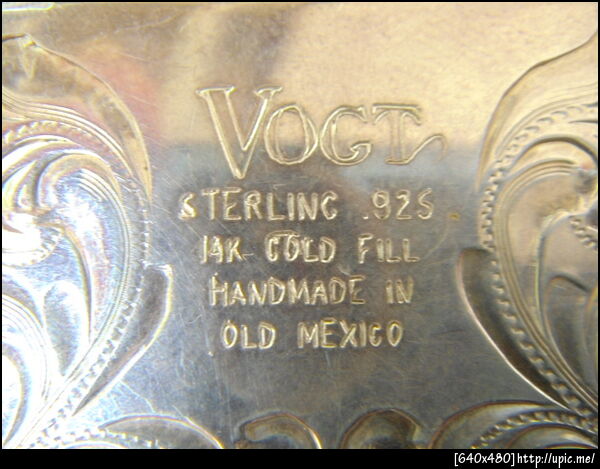 VOGT
STERLING .925
14K GOLD FILL
HANDMADE IN
OLD MEXICO
[640x480]http://upic.me/